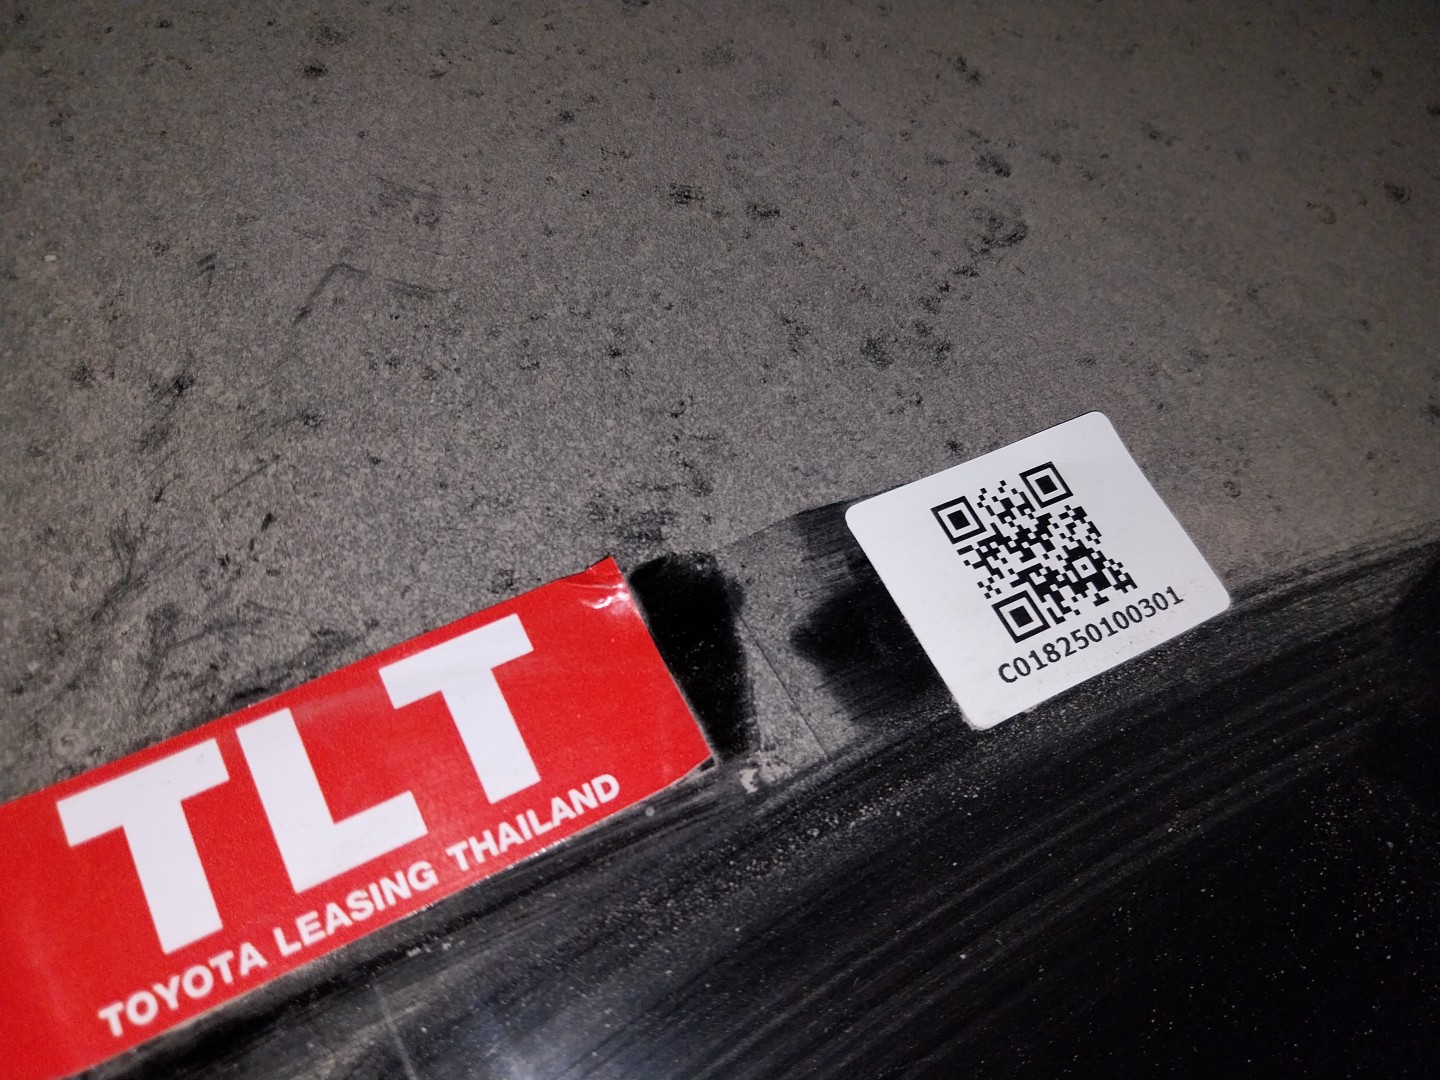 TLT
TOYOTA LEASING THAILAND
C018250100301